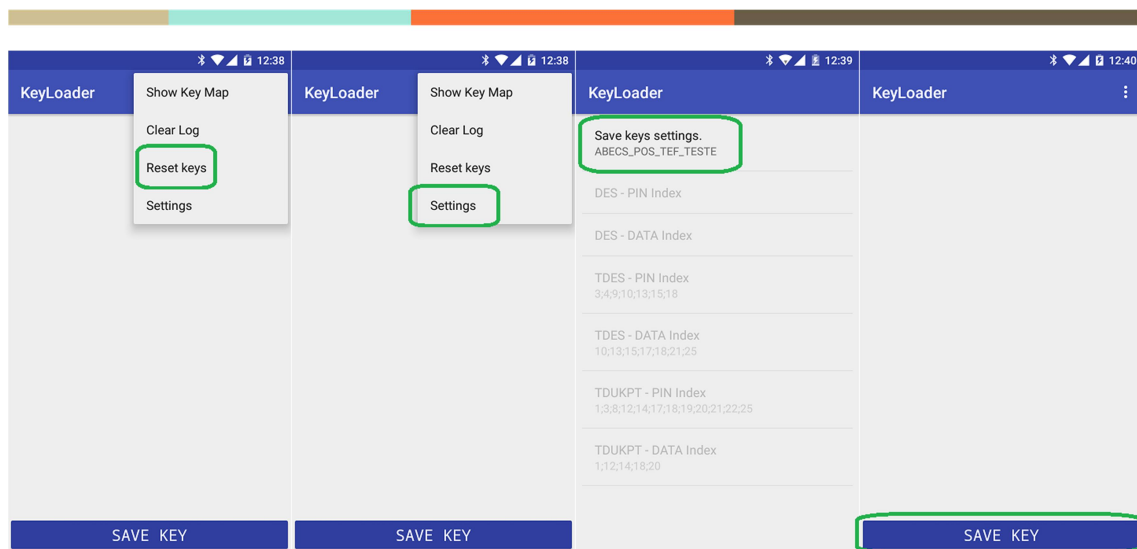 12:38
KeyLoader
Show Key Map
Clear Log
Reset keys
Settings
SAVE KEY
12:38
KeyLoader
Show Key Map
Clear Log
Reset keys
Settings
SAVE KEY
12:39
KeyLoader
Save keys settings.
ABECS_POS_TEF_TESTE
DES - PIN Index
DES - DATA Index
TDES - PIN Index
3;4;9;10;13;15;18
TDES - DATA Index
10;13;15;17;18;21;25
TDUKPT - PIN Index
1;3;8;12;14;17;18;19;20;21;22;25
TDUKPT - DATA Index
1;12;14;18;20
12:40
KeyLoader
SAVE KEY